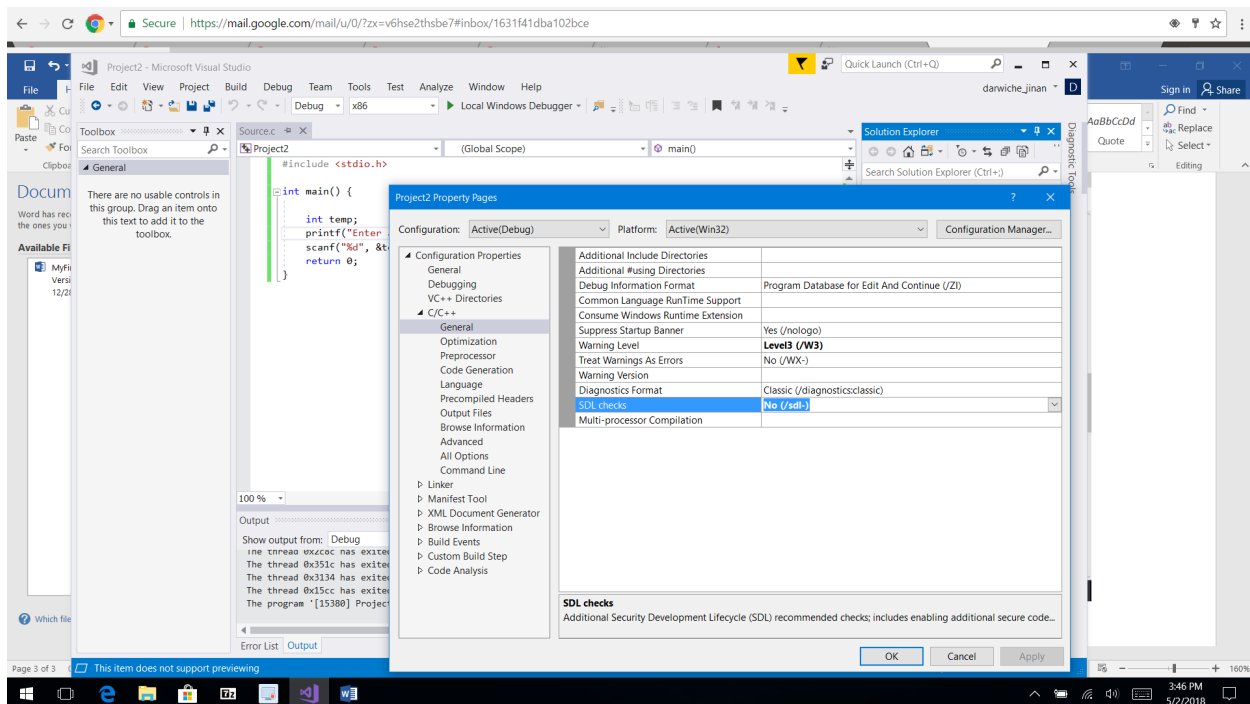 Secure | https://mail.google.com/mail/u/0/?zx=v6hse2thsbe7#inbox/1631f41dba102bce
Project2 - Microsoft Visual Studio
Quick Launch (Ctrl+Q)
File
File Edit View Project Build Debug Team Tools Test Analyze Window Help
darwiche_jinan
D
Sign in Share
Debug x86 Local Windows Debugger
Paste
Cu
Co
Fo
Clipboa
AaBbCcDd
Quote
Find
Replace
Select
Editing
Toolbox
Search Toolbox
General
There are no usable controls in
this group. Drag an item onto
this text to add it to the
toolbox.
Source.c
Project2 (Global Scope) main()
#include <stdio.h>
int main() {
int temp;
printf("Enter
scanf("%d", &t
return 0;
}
100 %
Solution Explorer
Search Solution Explorer (Ctrl+;)
Diagnostic Tools
Docum
Word has rec
the ones you
Available Fi
MyFi
Versi
12/2
Which file
Project2 Property Pages
? X
Configuration: Active(Debug) Platform: Active(Win32) Configuration Manager...
Configuration Properties
General
Debugging
VC++ Directories
C/C++
General
Optimization
Preprocessor
Code Generation
Language
Precompiled Headers
Output Files
Browse Information
Advanced
All Options
Command Line
Linker
Manifest Tool
XML Document Generator
Browse Information
Build Events
Custom Build Step
Code Analysis
Additional Include Directories
Additional #using Directories
Debug Information Format Program Database for Edit And Continue (/ZI)
Common Language RunTime Support
Consume Windows Runtime Extension
Suppress Startup Banner Yes (/nologo)
Warning Level Level3 (/W3)
Treat Warnings As Errors No (/WX-)
Warning Version
Diagnostics Format Classic (/diagnostics:classic)
SDL checks No (/sdl-)
Multi-processor Compilation
SDL checks
Additional Security Development Lifecycle (SDL) recommended checks; includes enabling additional secure code...
OK Cancel Apply
Output
Show output from: Debug
The thread 0x2c8c has exite
The thread 0x351c has exite
The thread 0x3134 has exite
The thread 0x15cc has exite
The program '[15380] Projec
Error List Output
Page 3 of 3
This item does not support previewing
160%
3:46 PM
5/2/2018